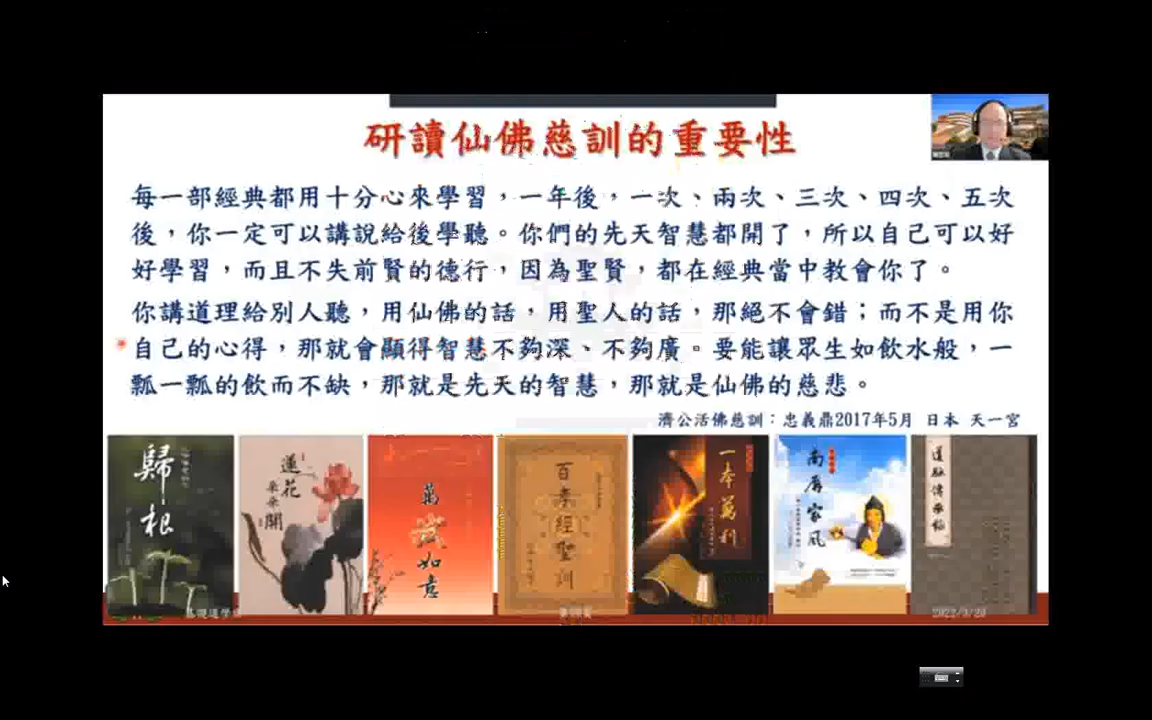 研讀仙佛慈訓的重要性
每一部經典都用十分心來學習，一年後，一次、兩次、三次、四次、五次
後，你一定可以講說給後學聽。你們的先天智慧都開了，所以自己可以好
好學習，而且不失前賢的德行，因為聖賢，都在經典當中教會你了。
你講道理給別人聽，用仙佛的話，用聖人的話，那絕不會錯；而不是用你
自己的心得，那就會顯得智慧不夠深、不夠廣。要能讓眾生如飲水般，一
瓢一瓢的飲而不缺，那就是先天的智慧，那就是仙佛的慈悲。
濟公活佛慈訓：忠義鼎2017年5月 日本 天一宮
歸根
蓮花
朵朵開
萬
如意
百孝經聖訓
一本萬利
南屏家風